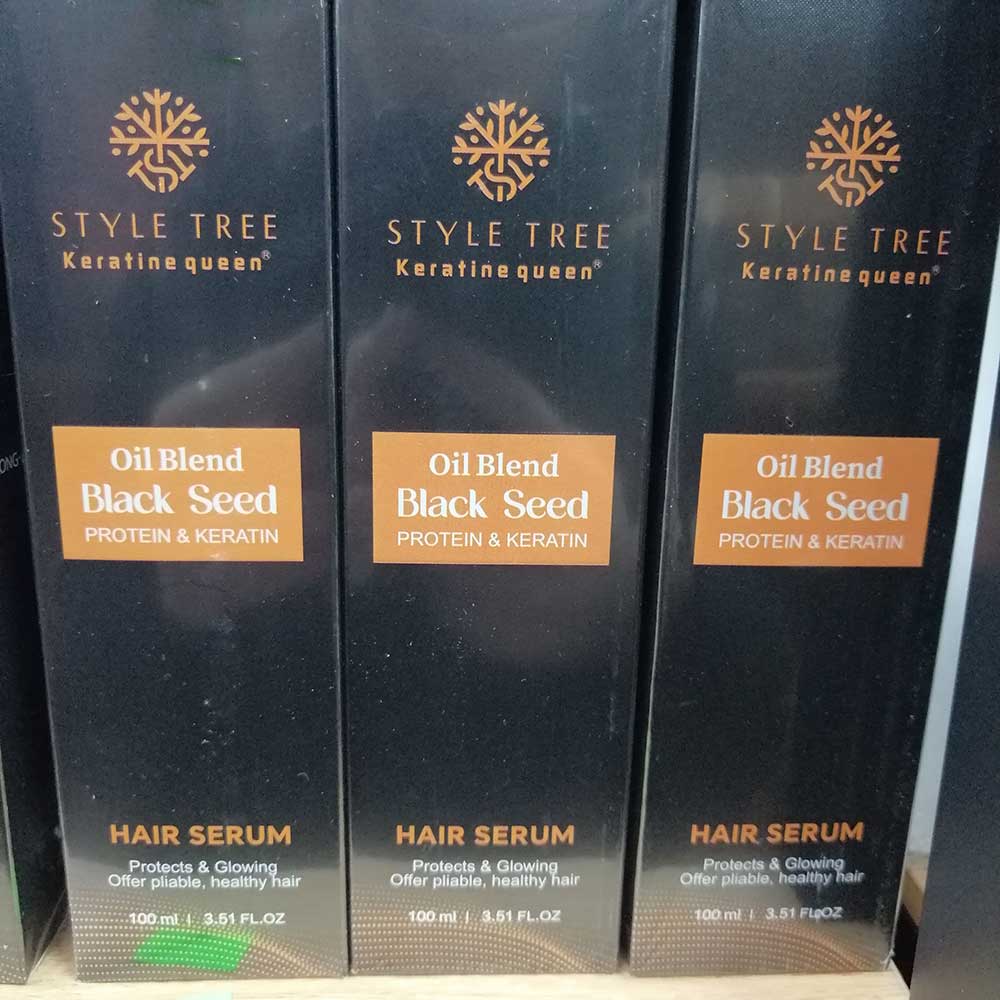 STYLE TREE
Keratine queen®
Oil Blend
Black Seed
PROTEIN & KERATIN
HAIR SERUM
Protects & Glowing
Offer pliable, healthy hair
100 ml | 3.51 FL.OZ
STYLE TREE
Keratine queen®
Oil Blend
Black Seed
PROTEIN & KERATIN
HAIR SERUM
Protects & Glowing
Offer pliable, healthy hair
100 ml | 3.51 FL.OZ
STYLE TREE
Keratine queen®
Oil Blend
Black Seed
PROTEIN & KERATIN
HAIR SERUM
Protects & Glowing
Offer pliable, healthy hair
100 ml | 3.51 FL.OZ